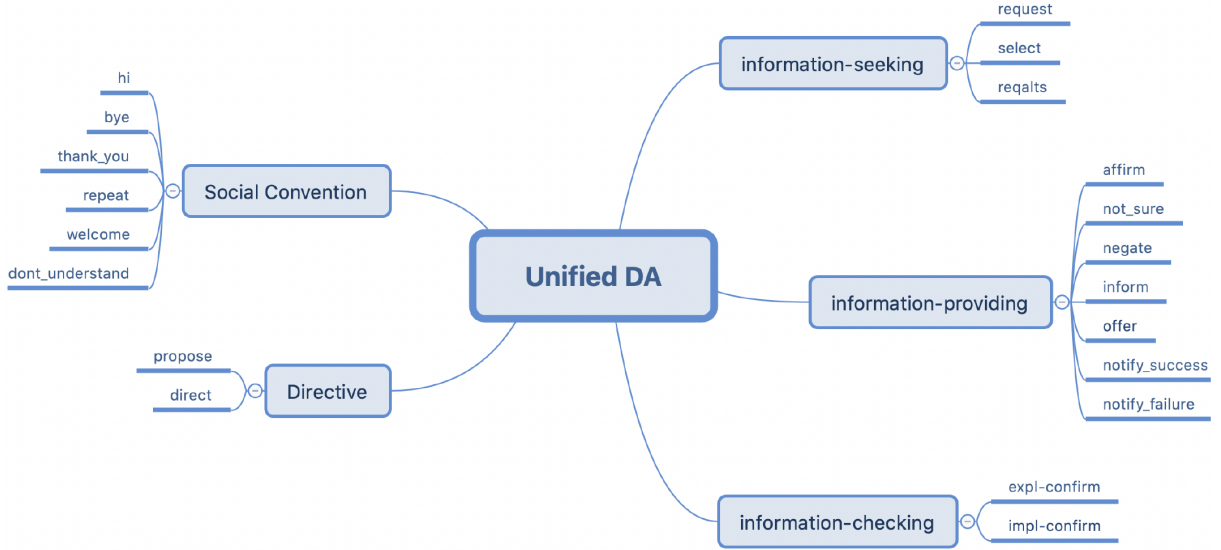 Unified DA
Social Convention
hi
bye
thank_you
repeat
welcome
dont_understand
Directive
propose
direct
information-seeking
request
select
reqalts
information-providing
affirm
not_sure
negate
inform
offer
notify_success
notify_failure
information-checking
expl-confirm
impl-confirm